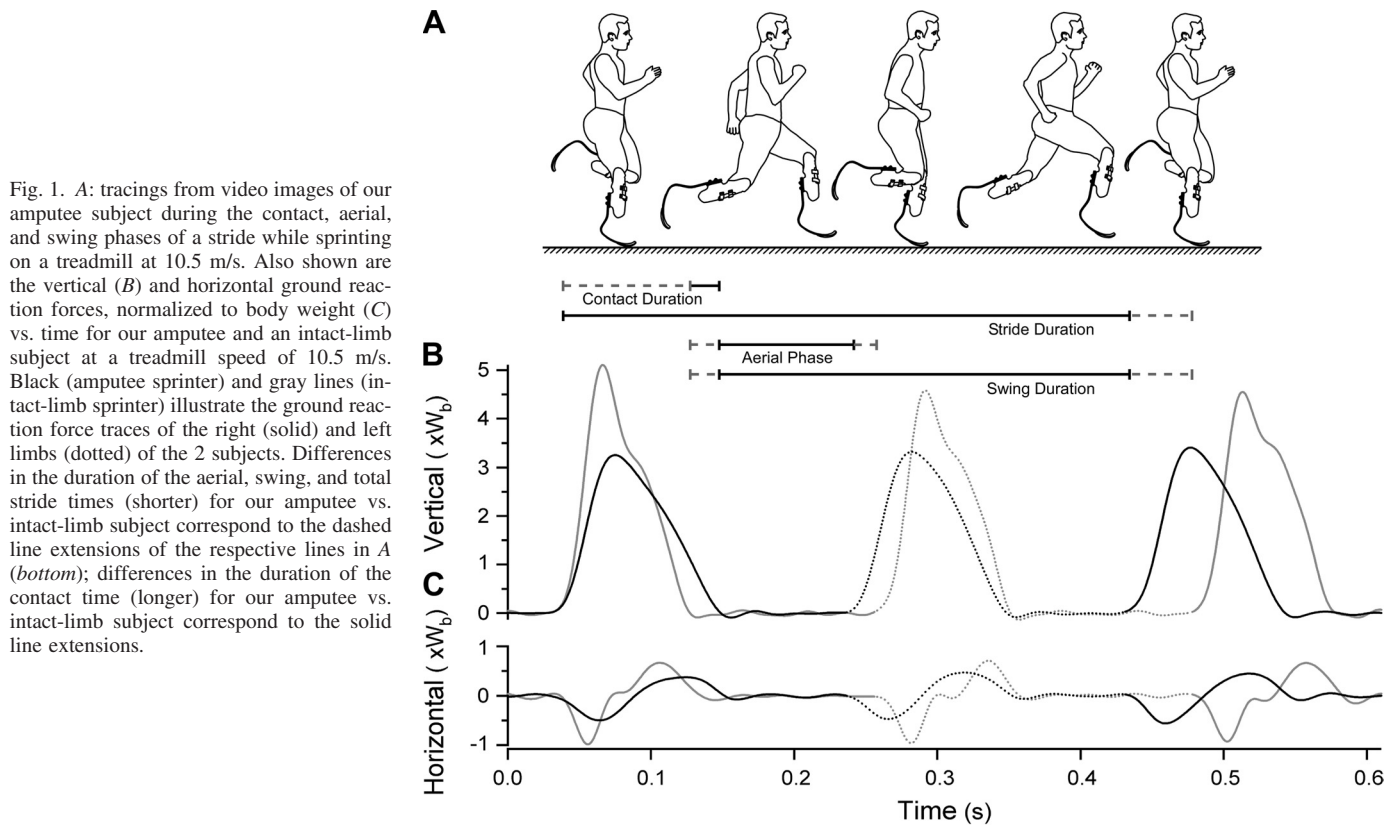 Fig. 1. A: tracings from video images of our
amputee subject during the contact, aerial,
and swing phases of a stride while sprinting
on a treadmill at 10.5 m/s. Also shown are
the vertical (B) and horizontal ground reac-
tion forces, normalized to body weight (C)
vs. time for our amputee and an intact-limb
subject at a treadmill speed of 10.5 m/s.
Black (amputee sprinter) and gray lines (in-
tact-limb sprinter) illustrate the ground reac-
tion force traces of the right (solid) and left
limbs (dotted) of the 2 subjects. Differences
in the duration of the aerial, swing, and total
stride times (shorter) for our amputee vs.
intact-limb subject correspond to the dashed
line extensions of the respective lines in A
(bottom); differences in the duration of the
contact time (longer) for our amputee vs.
intact-limb subject correspond to the solid
line extensions.
A
Contact Duration
Stride Duration
Aerial Phase
Swing Duration
B
Vertical ( xW_b)
5
4
3
2
1
0
C
Horizontal ( xW_b)
1
0
-1
0.0 0.1 0.2 0.3 0.4 0.5 0.6
Time (s)